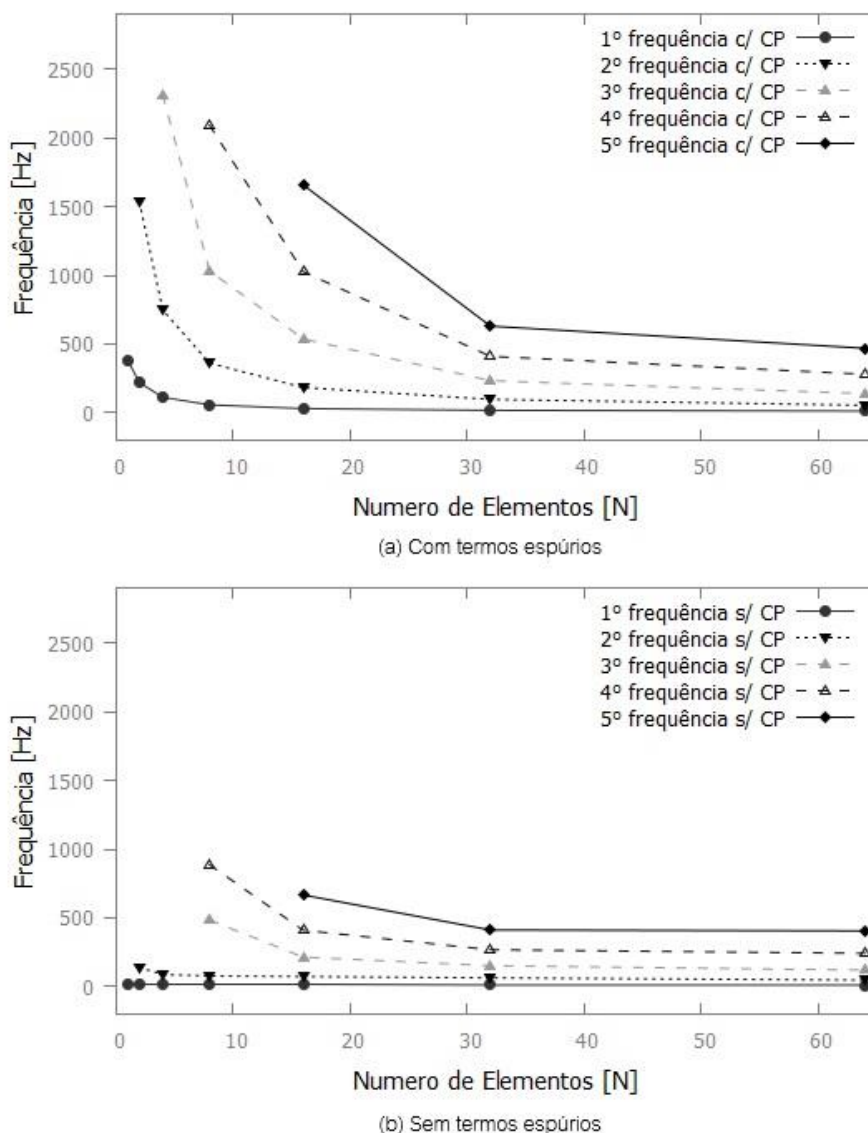 1º frequência c/ CP
2º frequência c/ CP
3º frequência c/ CP
4º frequência c/ CP
5º frequência c/ CP
Frequência [Hz]
2500
2000
1500
1000
500
0
0 10 20 30 40 50 60
Numero de Elementos [N]
(a) Com termos espúrios
1º frequência s/ CP
2º frequência s/ CP
3º frequência s/ CP
4º frequência s/ CP
5º frequência s/ CP
Frequência [Hz]
2500
2000
1500
1000
500
0
0 10 20 30 40 50 60
Numero de Elementos [N]
(b) Sem termos espúrios